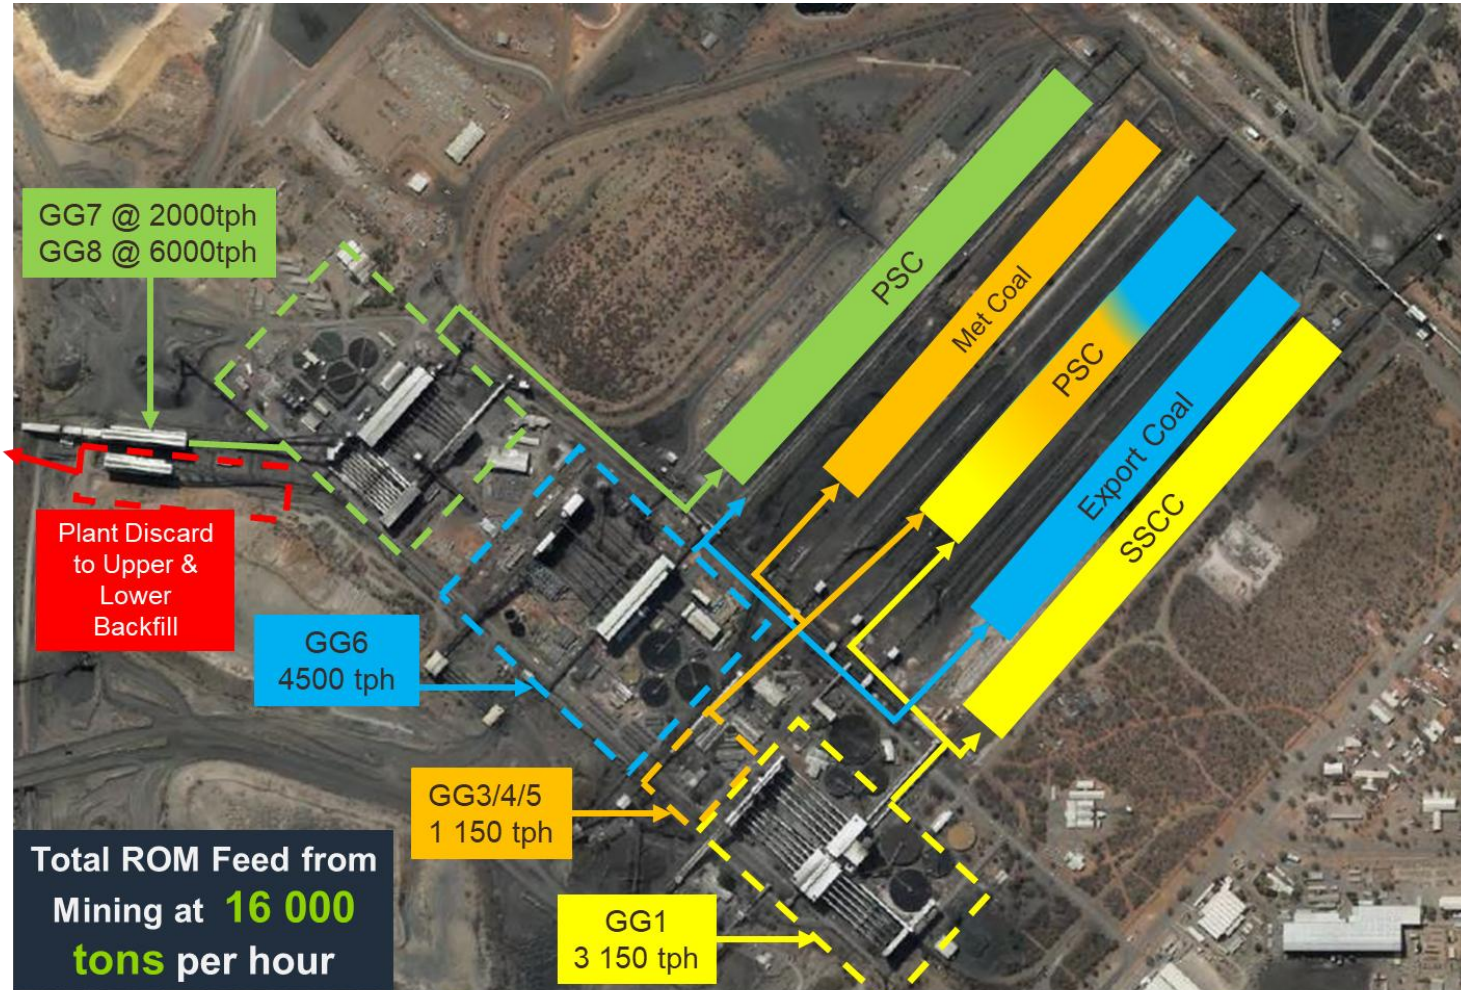 GG7 @ 2000tph
GG8 @ 6000tph
PSC
Met Coal
PSC
Export Coal
SSCC
Plant Discard
to Upper &
Lower
Backfill
GG6
4500 tph
GG3/4/5
1 150 tph
GG1
3 150 tph
Total ROM Feed from
Mining at 16 000
tons per hour